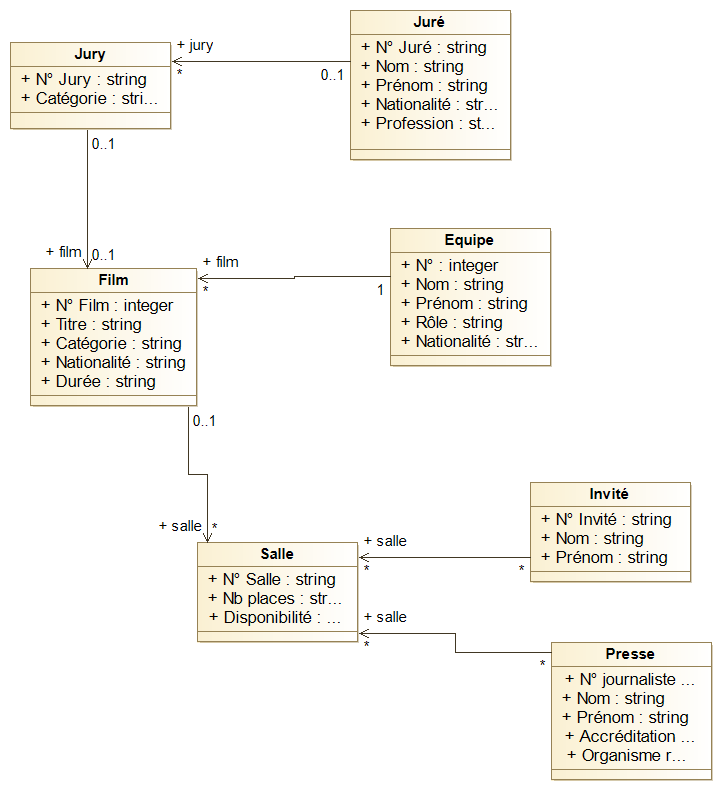 Juré
+ N° Juré : string
+ Nom : string
+ Prénom : string
+ Nationalité : str...
+ Profession : st...
Jury
+ N° Jury : string
+ Catégorie : stri...
+ jury
*
0..1
0..1
+ film
0..1
Equipe
+ N° : integer
+ Nom : string
+ Prénom : string
+ Rôle : string
+ Nationalité : str...
+ film
*
1
Film
+ N° Film : integer
+ Titre : string
+ Catégorie : string
+ Nationalité : string
+ Durée : string
0..1
+ salle
*
Invité
+ N° Invité : string
+ Nom : string
+ Prénom : string
+ salle
*
*
Salle
+ N° Salle : string
+ Nb places : str...
+ Disponibilité : ...
+ salle
*
*
Presse
+ N° journaliste ...
+ Nom : string
+ Prénom : string
+ Accréditation ...
+ Organisme r...